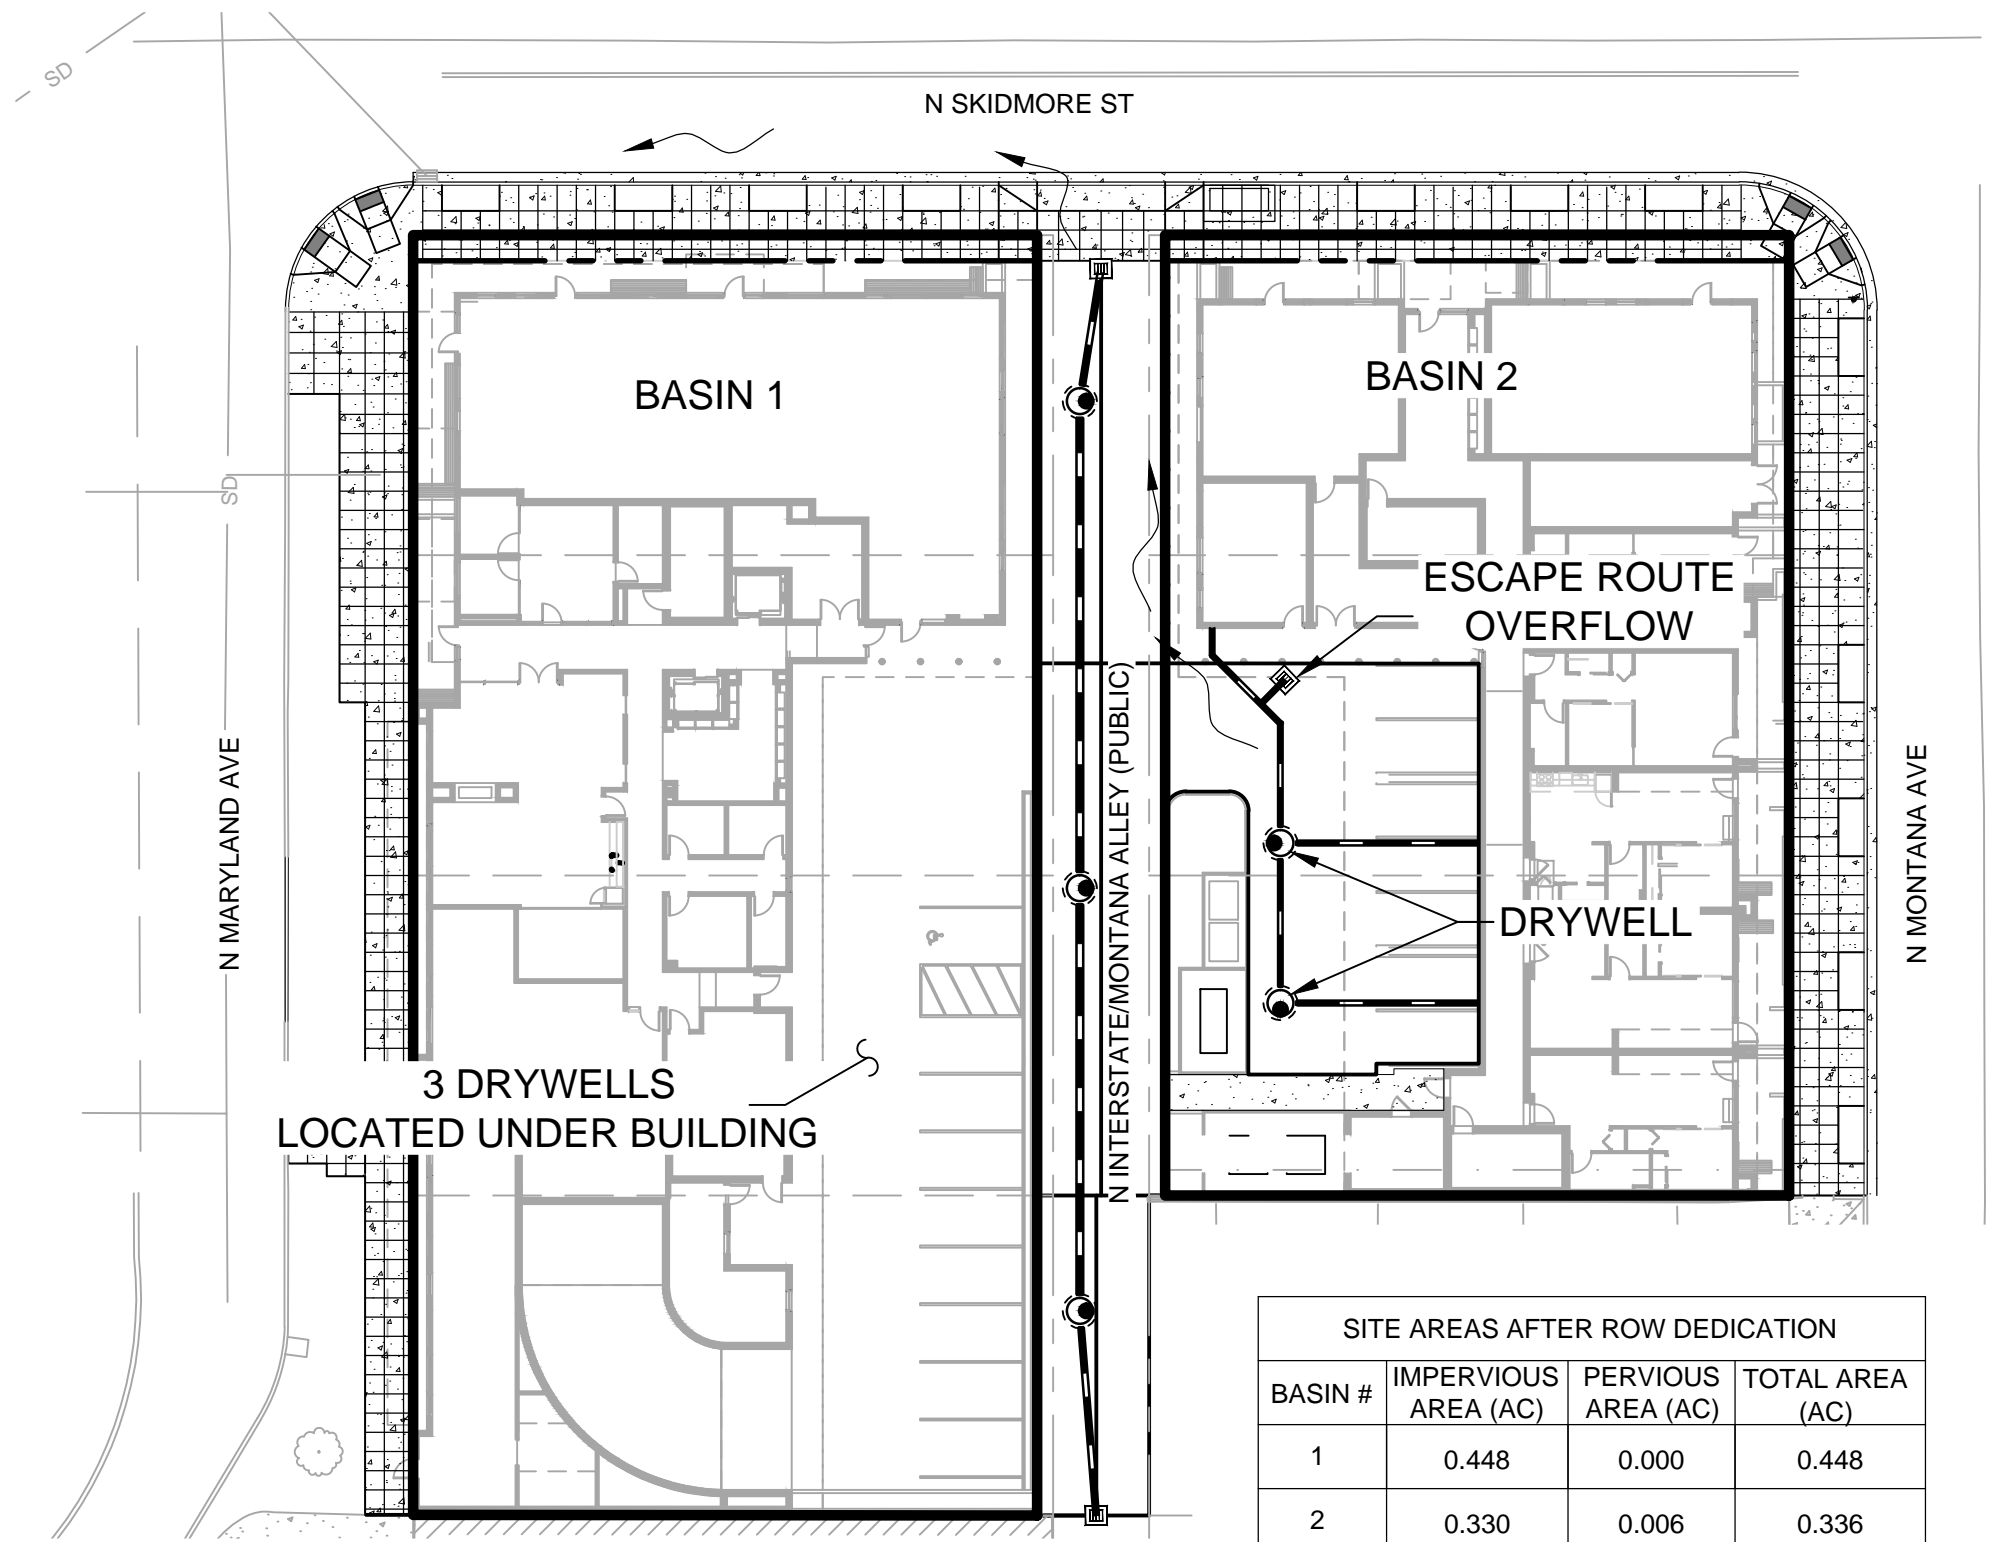 SD
N SKIDMORE ST
BASIN 1
BASIN 2
SD
ESCAPE ROUTE
OVERFLOW
N MARYLAND AVE
N INTERSTATE/MONTANA ALLEY (PUBLIC)
N MONTANA AVE
DRYWELL
3 DRYWELLS
LOCATED UNDER BUILDING
SITE AREAS AFTER ROW DEDICATION
BASIN # IMPERVIOUS AREA (AC) PERVIOUS AREA (AC) TOTAL AREA (AC)
1 0.448 0.000 0.448
2 0.330 0.006 0.336